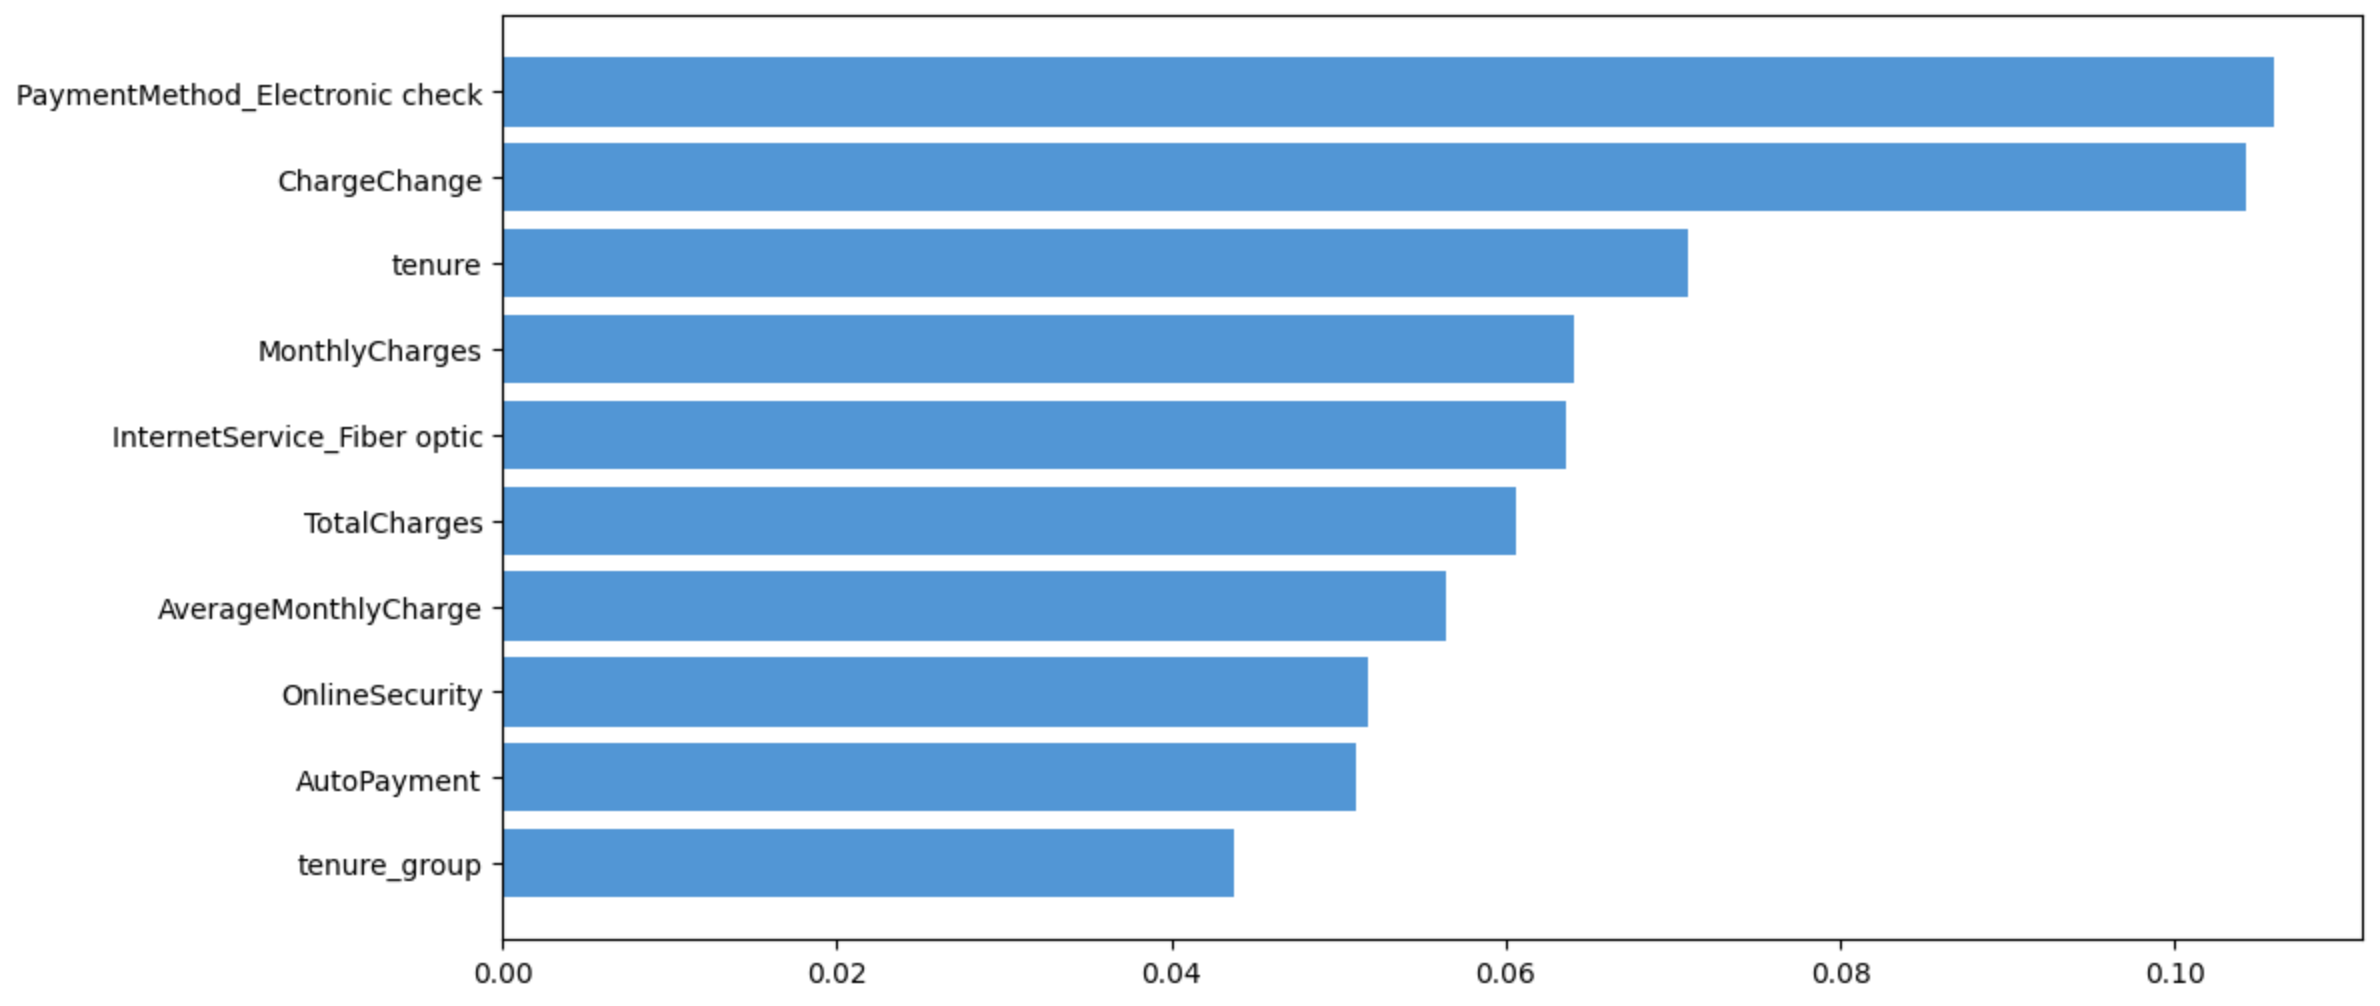 PaymentMethod_Electronic check
ChargeChange
tenure
MonthlyCharges
InternetService_Fiber optic
TotalCharges
AverageMonthlyCharge
OnlineSecurity
AutoPayment
tenure_group
0.00 0.02 0.04 0.06 0.08 0.10